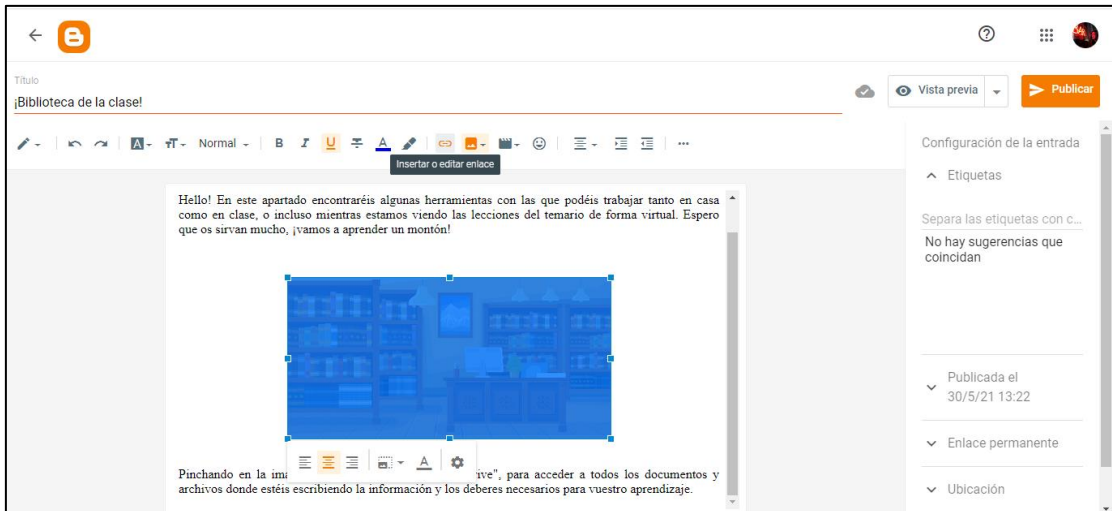 Título
¡Biblioteca de la clase!
Vista previa
Publicar
Normal
B I U A
Insertar o editar enlace
Hello! En este apartado encontraréis algunas herramientas con las que podéis trabajar tanto en casa
como en clase, o incluso mientras estamos viendo las lecciones del temario de forma virtual. Espero
que os sirvan mucho, ¡vamos a aprender un montón!
Pinchando en la ima ive", para acceder a todos los documentos y
archivos donde estéis escribiendo la información y los deberes necesarios para vuestro aprendizaje.
Configuración de la entrada
Etiquetas
Separa las etiquetas con c...
No hay sugerencias que
coincidan
Publicada el
30/5/21 13:22
Enlace permanente
Ubicación